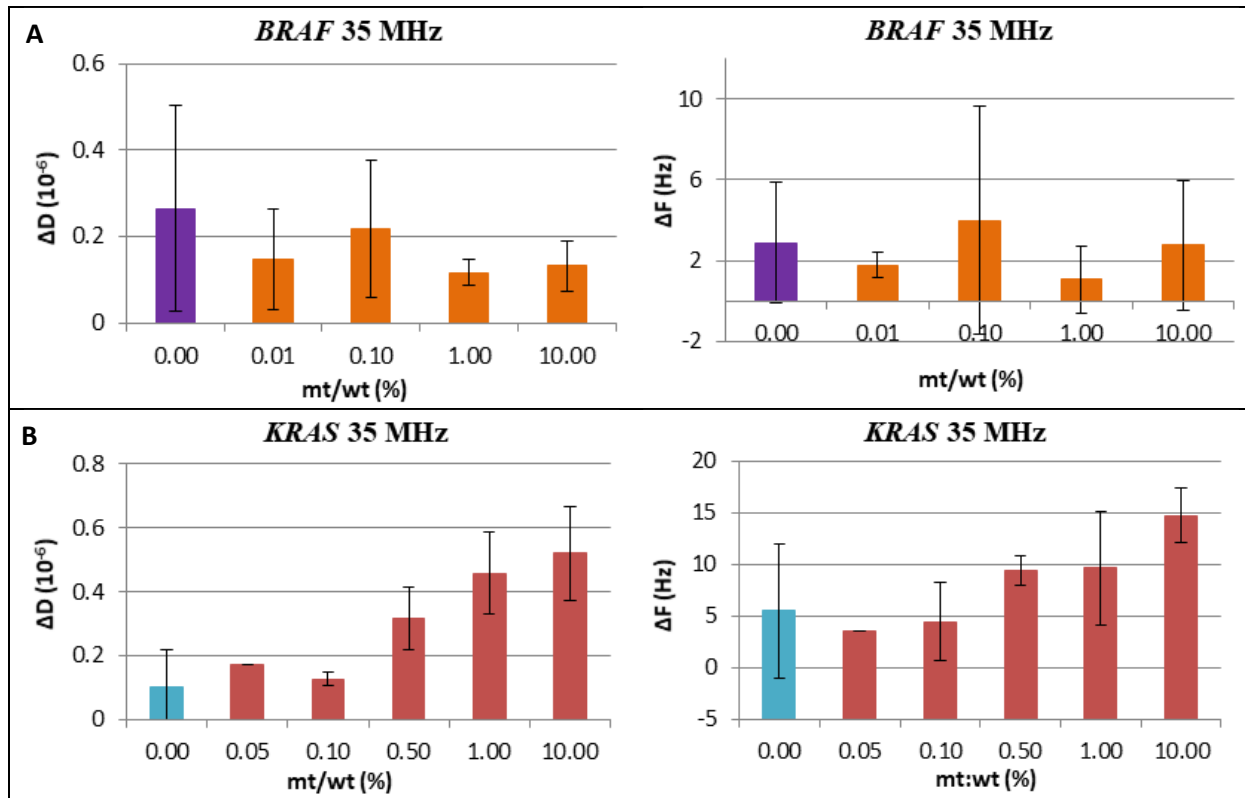 A
BRAF 35 MHz
0.6
0.4
0.2
0
ΔD (10⁻⁶)
0.00 0.01 0.10 1.00 10.00
mt/wt (%)
BRAF 35 MHz
10
6
2
-2
ΔF (Hz)
0.00 0.01 0.10 1.00 10.00
mt/wt (%)
B
KRAS 35 MHz
0.8
0.6
0.4
0.2
0
ΔD (10⁻⁶)
0.00 0.05 0.10 0.50 1.00 10.00
mt/wt (%)
KRAS 35 MHz
20
15
10
5
0
-5
ΔF (Hz)
0.00 0.05 0.10 0.50 1.00 10.00
mt:wt (%)